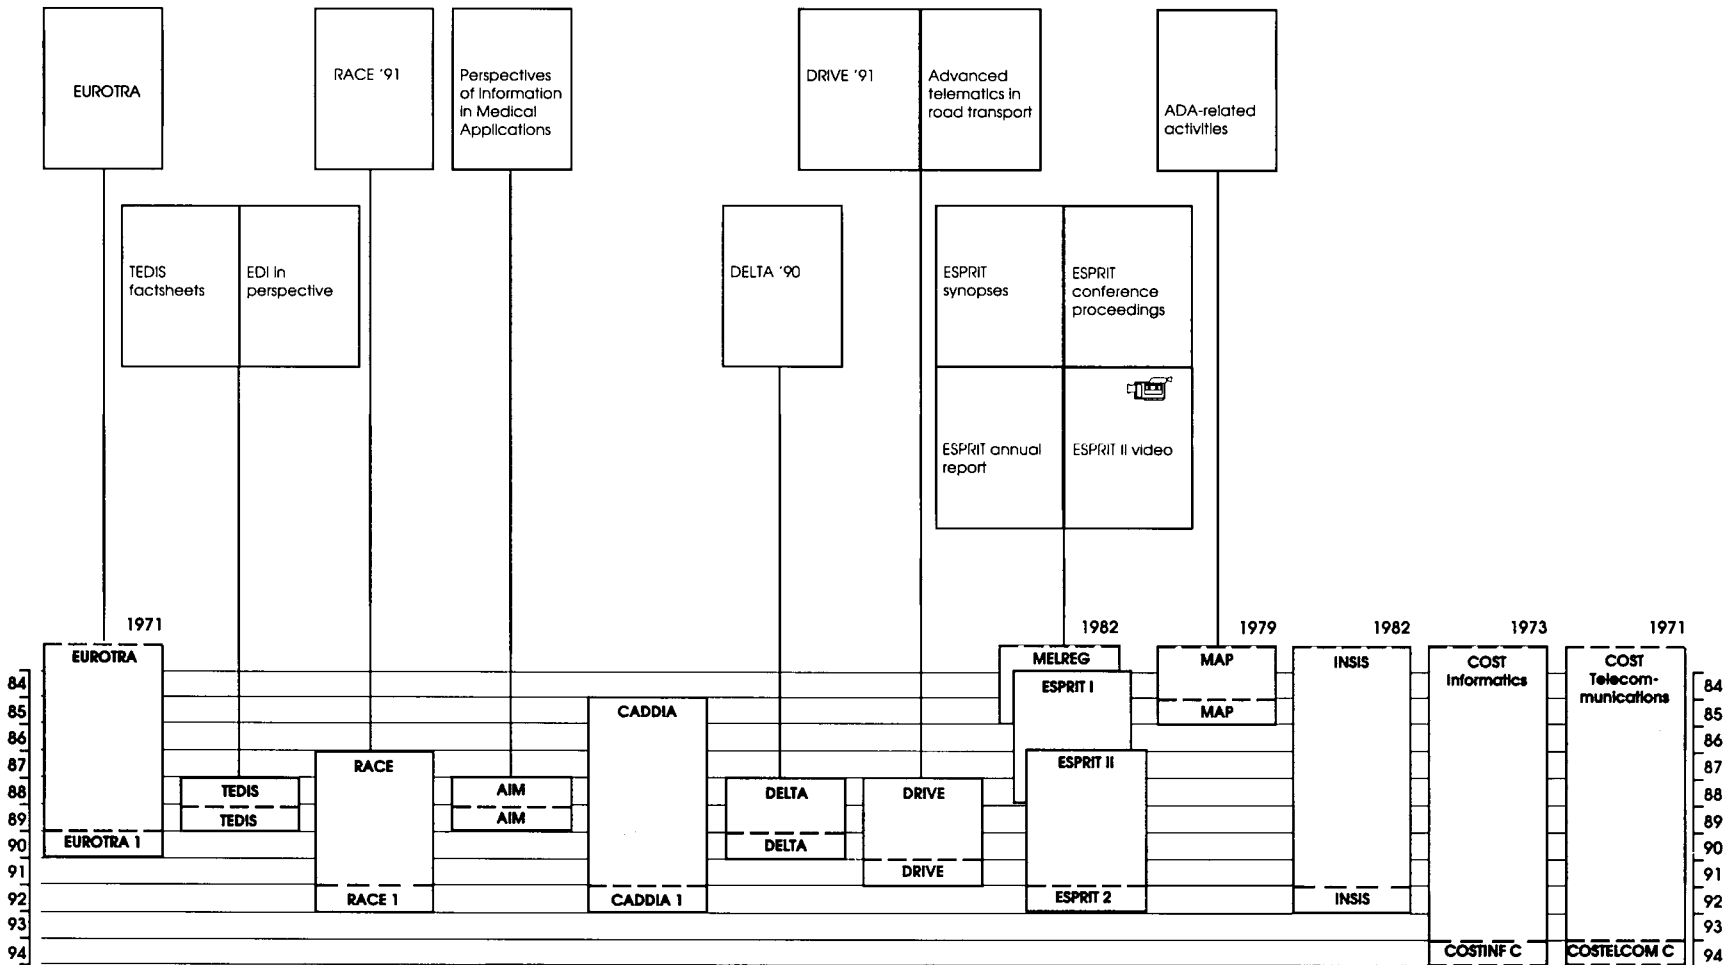 EUROTRA
RACE '91
Perspectives
of Information
in Medical
Applications
DRIVE '91
Advanced
telematics in
road transport
ADA-related
activities
TEDIS
factsheets
EDI in
perspective
DELTA '90
ESPRIT
synopses
ESPRIT
conference
proceedings
ESPRIT annual
report
ESPRIT II video
1971
1982
1979
1982
1973
1971
EUROTRA
EUROTRA 1
TEDIS
TEDIS
RACE
RACE 1
AIM
AIM
CADDIA
CADDIA 1
DELTA
DELTA
DRIVE
DRIVE
MELREG
ESPRIT I
ESPRIT II
ESPRIT 2
MAP
MAP
INSIS
INSIS
COST
Informatics
COSTINF C
COST
Telecom-
munications
COSTELCOM C
84
85
86
87
88
89
90
91
92
93
94
84
85
86
87
88
89
90
91
92
93
94